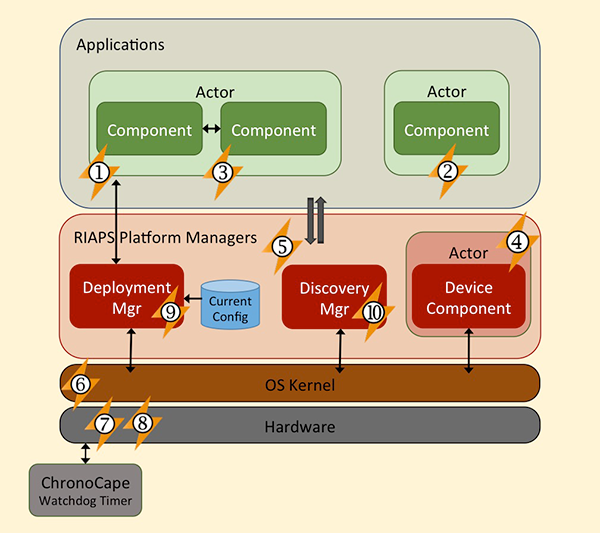 Applications
Actor
Actor
Component
Component
Component
①
③
②
RIAPS Platform Managers
⑤
④
Actor
Deployment
Mgr
Current
Config
Discovery
Mgr
Device
Component
⑨
⑩
⑥
OS Kernel
⑦
⑧
Hardware
ChronoCape
Watchdog Timer